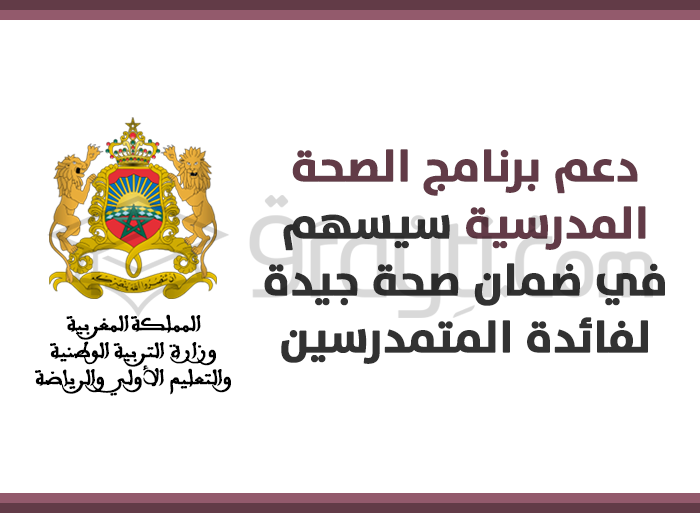 دعم برنامج الصحة
المدرسية سيسهم
في ضمان صحة جيدة
لفائدة المتمدرسين
المملكة المغربية
وزارة التربية الوطنية
والتعليم الأولي والرياضة